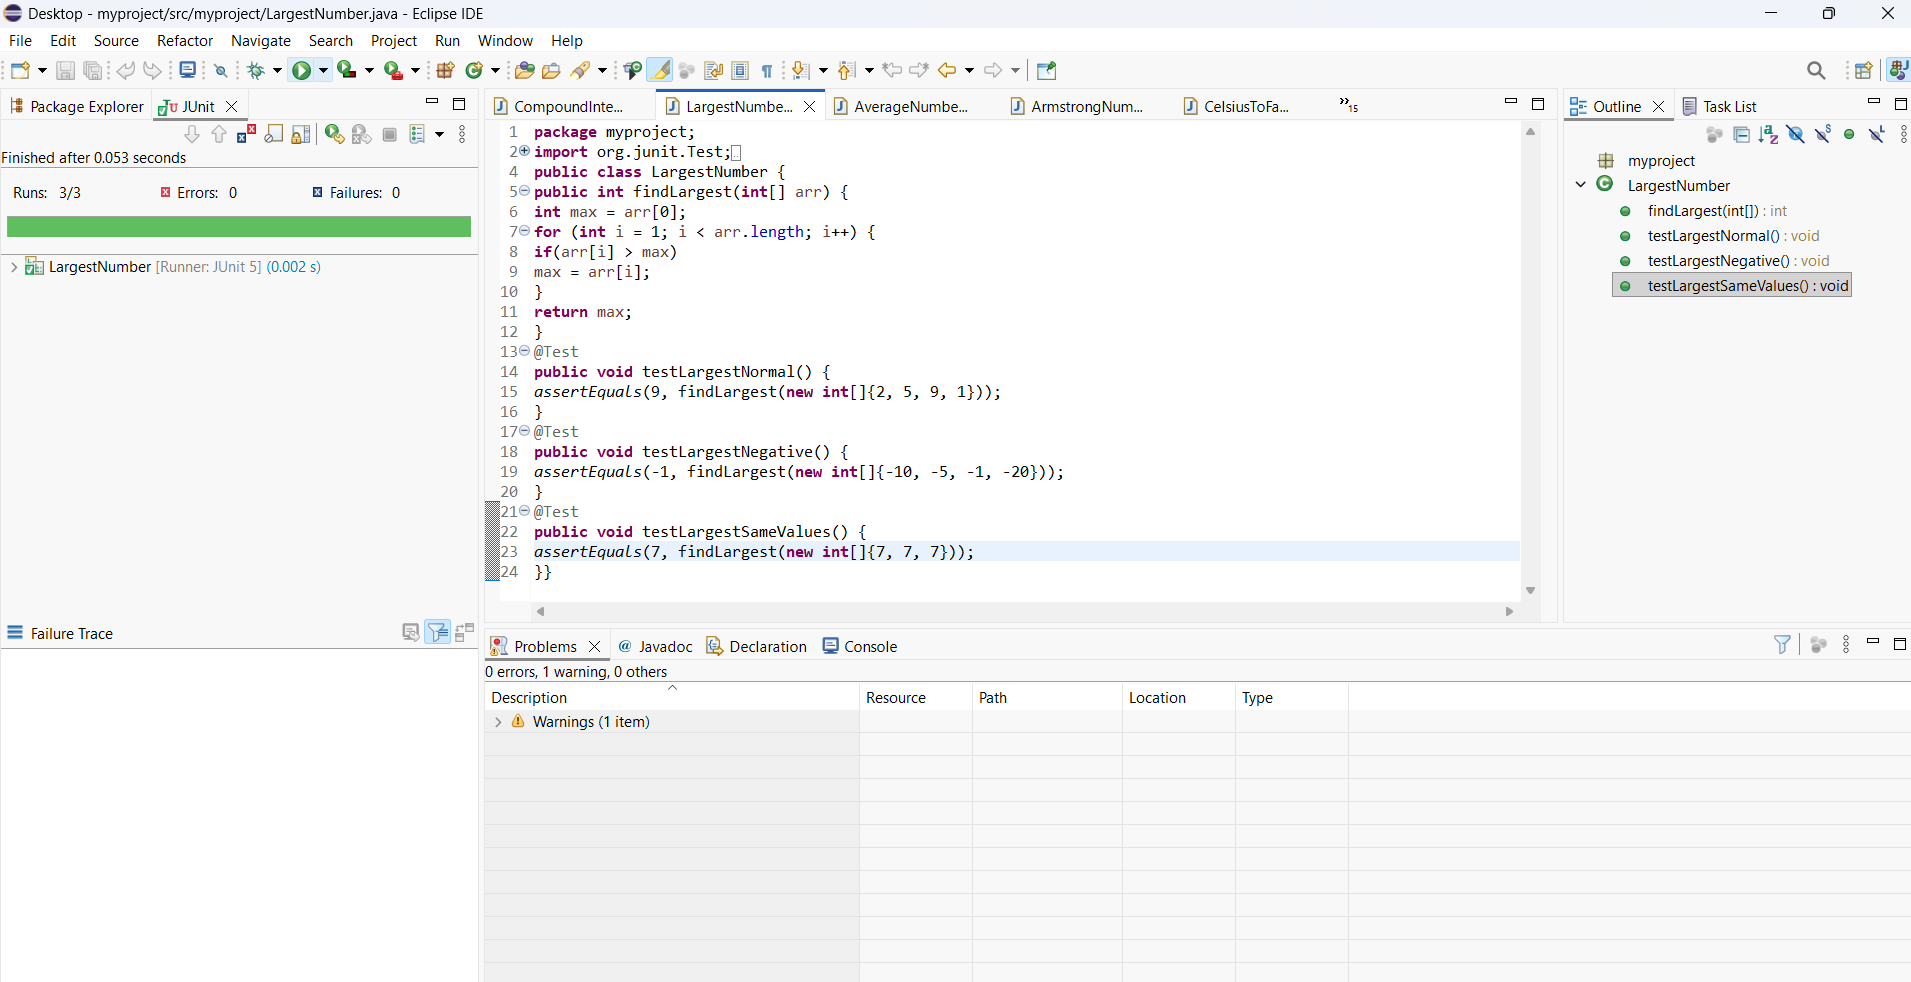 Desktop - myproject/src/myproject/LargestNumber.java - Eclipse IDE
File Edit Source Refactor Navigate Search Project Run Window Help
Package Explorer JUnit
Finished after 0.053 seconds
Runs: 3/3 Errors: 0 Failures: 0
LargestNumber [Runner: JUnit 5] (0.002 s)
Failure Trace
CompoundInte... LargestNumbe... AverageNumbe... ArmstrongNum... CelsiusToFa... »15
1 package myproject;
2 import org.junit.Test;
4 public class LargestNumber {
5 public int findLargest(int[] arr) {
6 int max = arr[0];
7 for (int i = 1; i < arr.length; i++) {
8 if(arr[i] > max)
9 max = arr[i];
10 }
11 return max;
12 }
13 @Test
14 public void testLargestNormal() {
15 assertEquals(9, findLargest(new int[]{2, 5, 9, 1}));
16 }
17 @Test
18 public void testLargestNegative() {
19 assertEquals(-1, findLargest(new int[]{-10, -5, -1, -20}));
20 }
21 @Test
22 public void testLargestSameValues() {
23 assertEquals(7, findLargest(new int[]{7, 7, 7}));
24 }}
Outline Task List
myproject
LargestNumber
findLargest(int[]) : int
testLargestNormal() : void
testLargestNegative() : void
testLargestSameValues() : void
Problems @ Javadoc Declaration Console
0 errors, 1 warning, 0 others
Description Resource Path Location Type
Warnings (1 item)